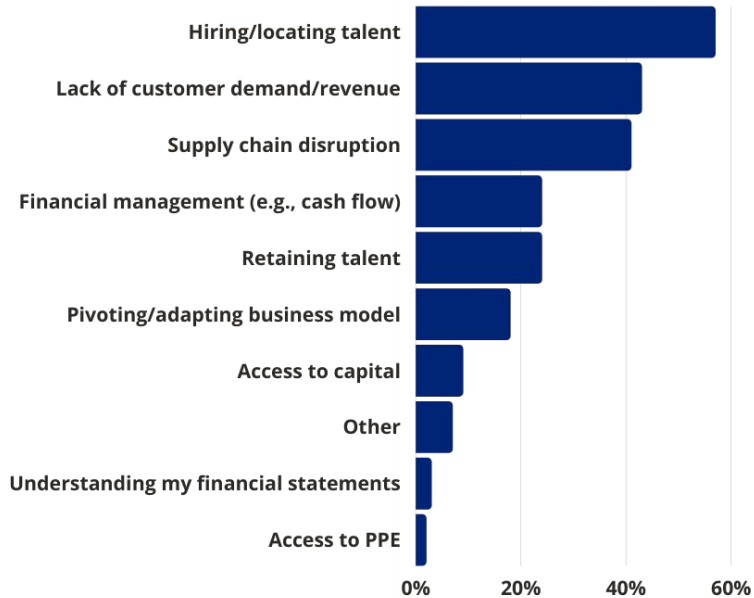 Hiring/locating talent
Lack of customer demand/revenue
Supply chain disruption
Financial management (e.g., cash flow)
Retaining talent
Pivoting/adapting business model
Access to capital
Other
Understanding my financial statements
Access to PPE
0% 20% 40% 60%